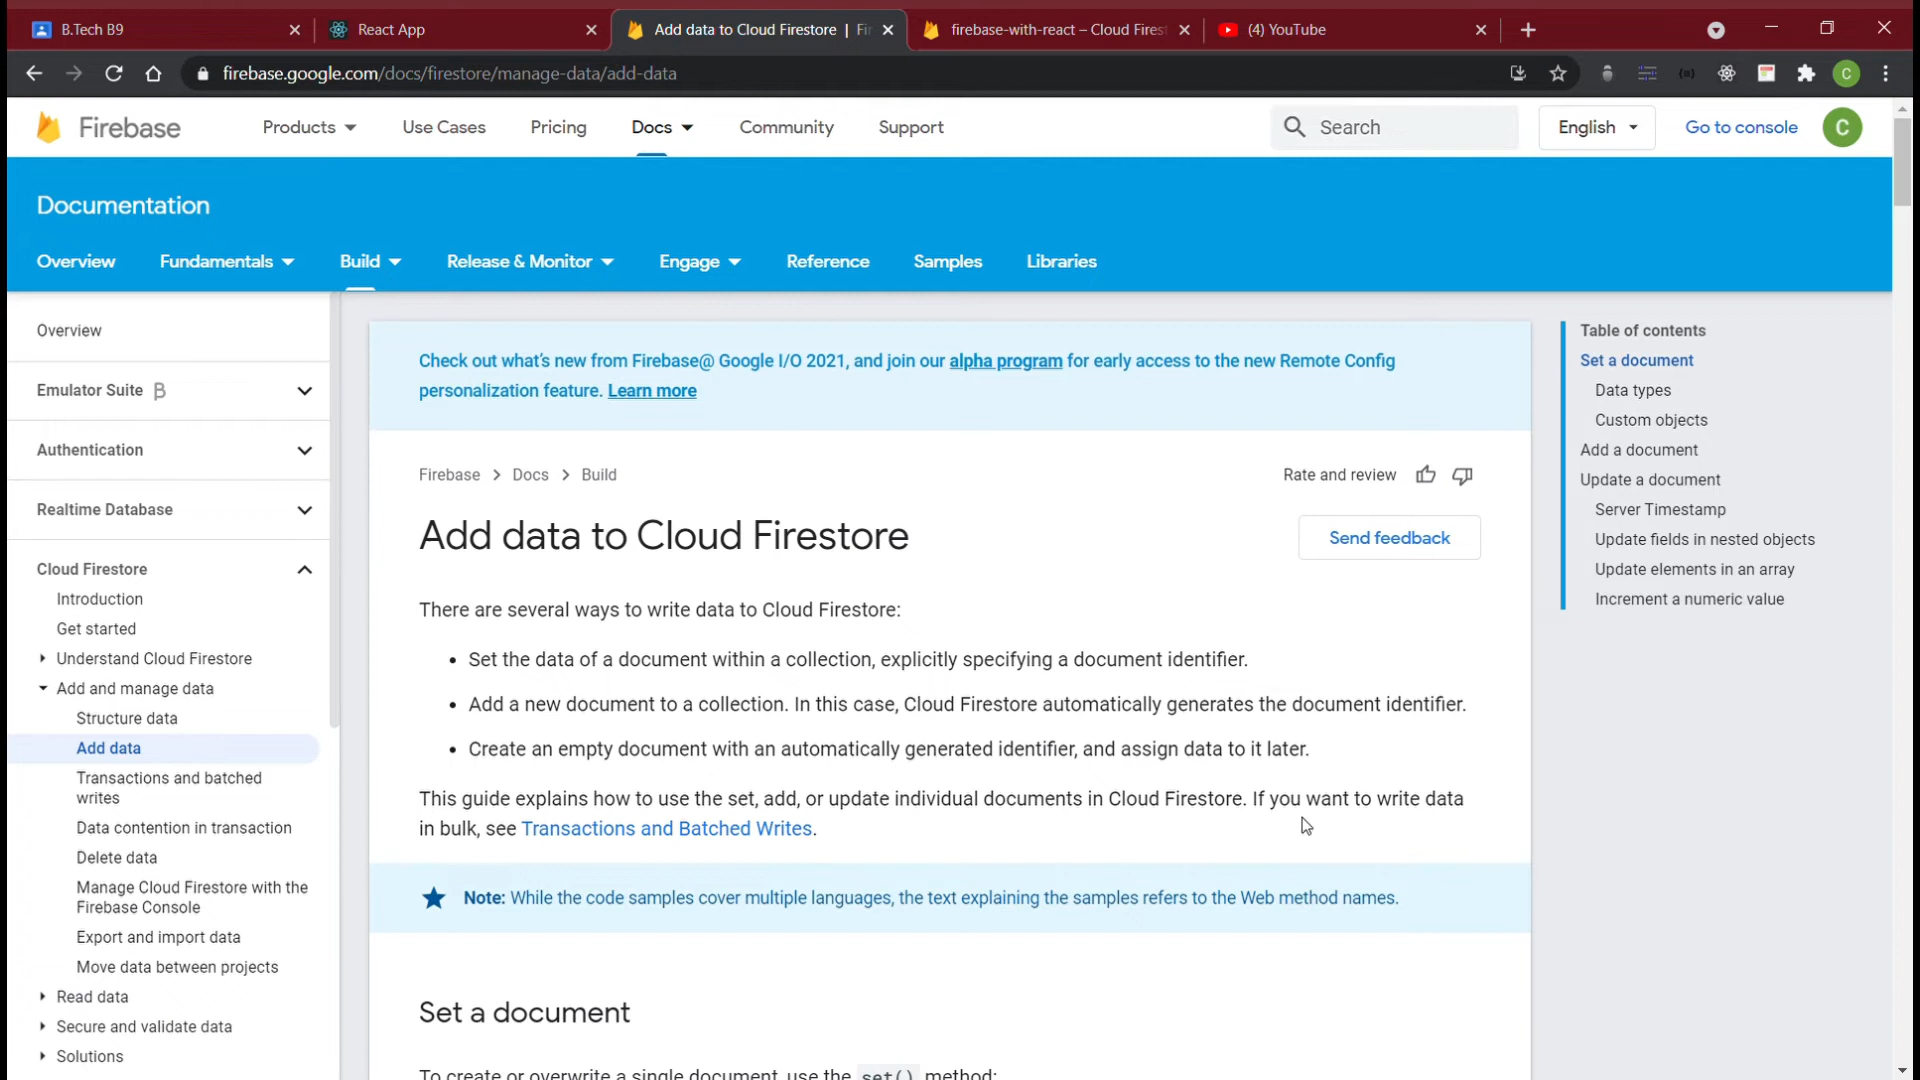 B.Tech B9
React App
Add data to Cloud Firestore | Fir
firebase-with-react – Cloud Firest
(4) YouTube
firebase.google.com/docs/firestore/manage-data/add-data
C
Firebase
Products
Use Cases
Pricing
Docs
Community
Support
Search
English
Go to console
C
Documentation
Overview
Fundamentals
Build
Release & Monitor
Engage
Reference
Samples
Libraries
Overview
Emulator Suite β
Authentication
Realtime Database
Cloud Firestore
Introduction
Get started
Understand Cloud Firestore
Add and manage data
Structure data
Add data
Transactions and batched
writes
Data contention in transaction
Delete data
Manage Cloud Firestore with the
Firebase Console
Export and import data
Move data between projects
Read data
Secure and validate data
Solutions
Check out what's new from Firebase@ Google I/O 2021, and join our alpha program for early access to the new Remote Config
personalization feature. Learn more
Firebase > Docs > Build
Rate and review
Add data to Cloud Firestore
Send feedback
There are several ways to write data to Cloud Firestore:
• Set the data of a document within a collection, explicitly specifying a document identifier.
• Add a new document to a collection. In this case, Cloud Firestore automatically generates the document identifier.
• Create an empty document with an automatically generated identifier, and assign data to it later.
This guide explains how to use the set, add, or update individual documents in Cloud Firestore. If you want to write data
in bulk, see Transactions and Batched Writes.
Note: While the code samples cover multiple languages, the text explaining the samples refers to the Web method names.
Set a document
To create or overwrite a single document, use the set() method:
Table of contents
Set a document
Data types
Custom objects
Add a document
Update a document
Server Timestamp
Update fields in nested objects
Update elements in an array
Increment a numeric value